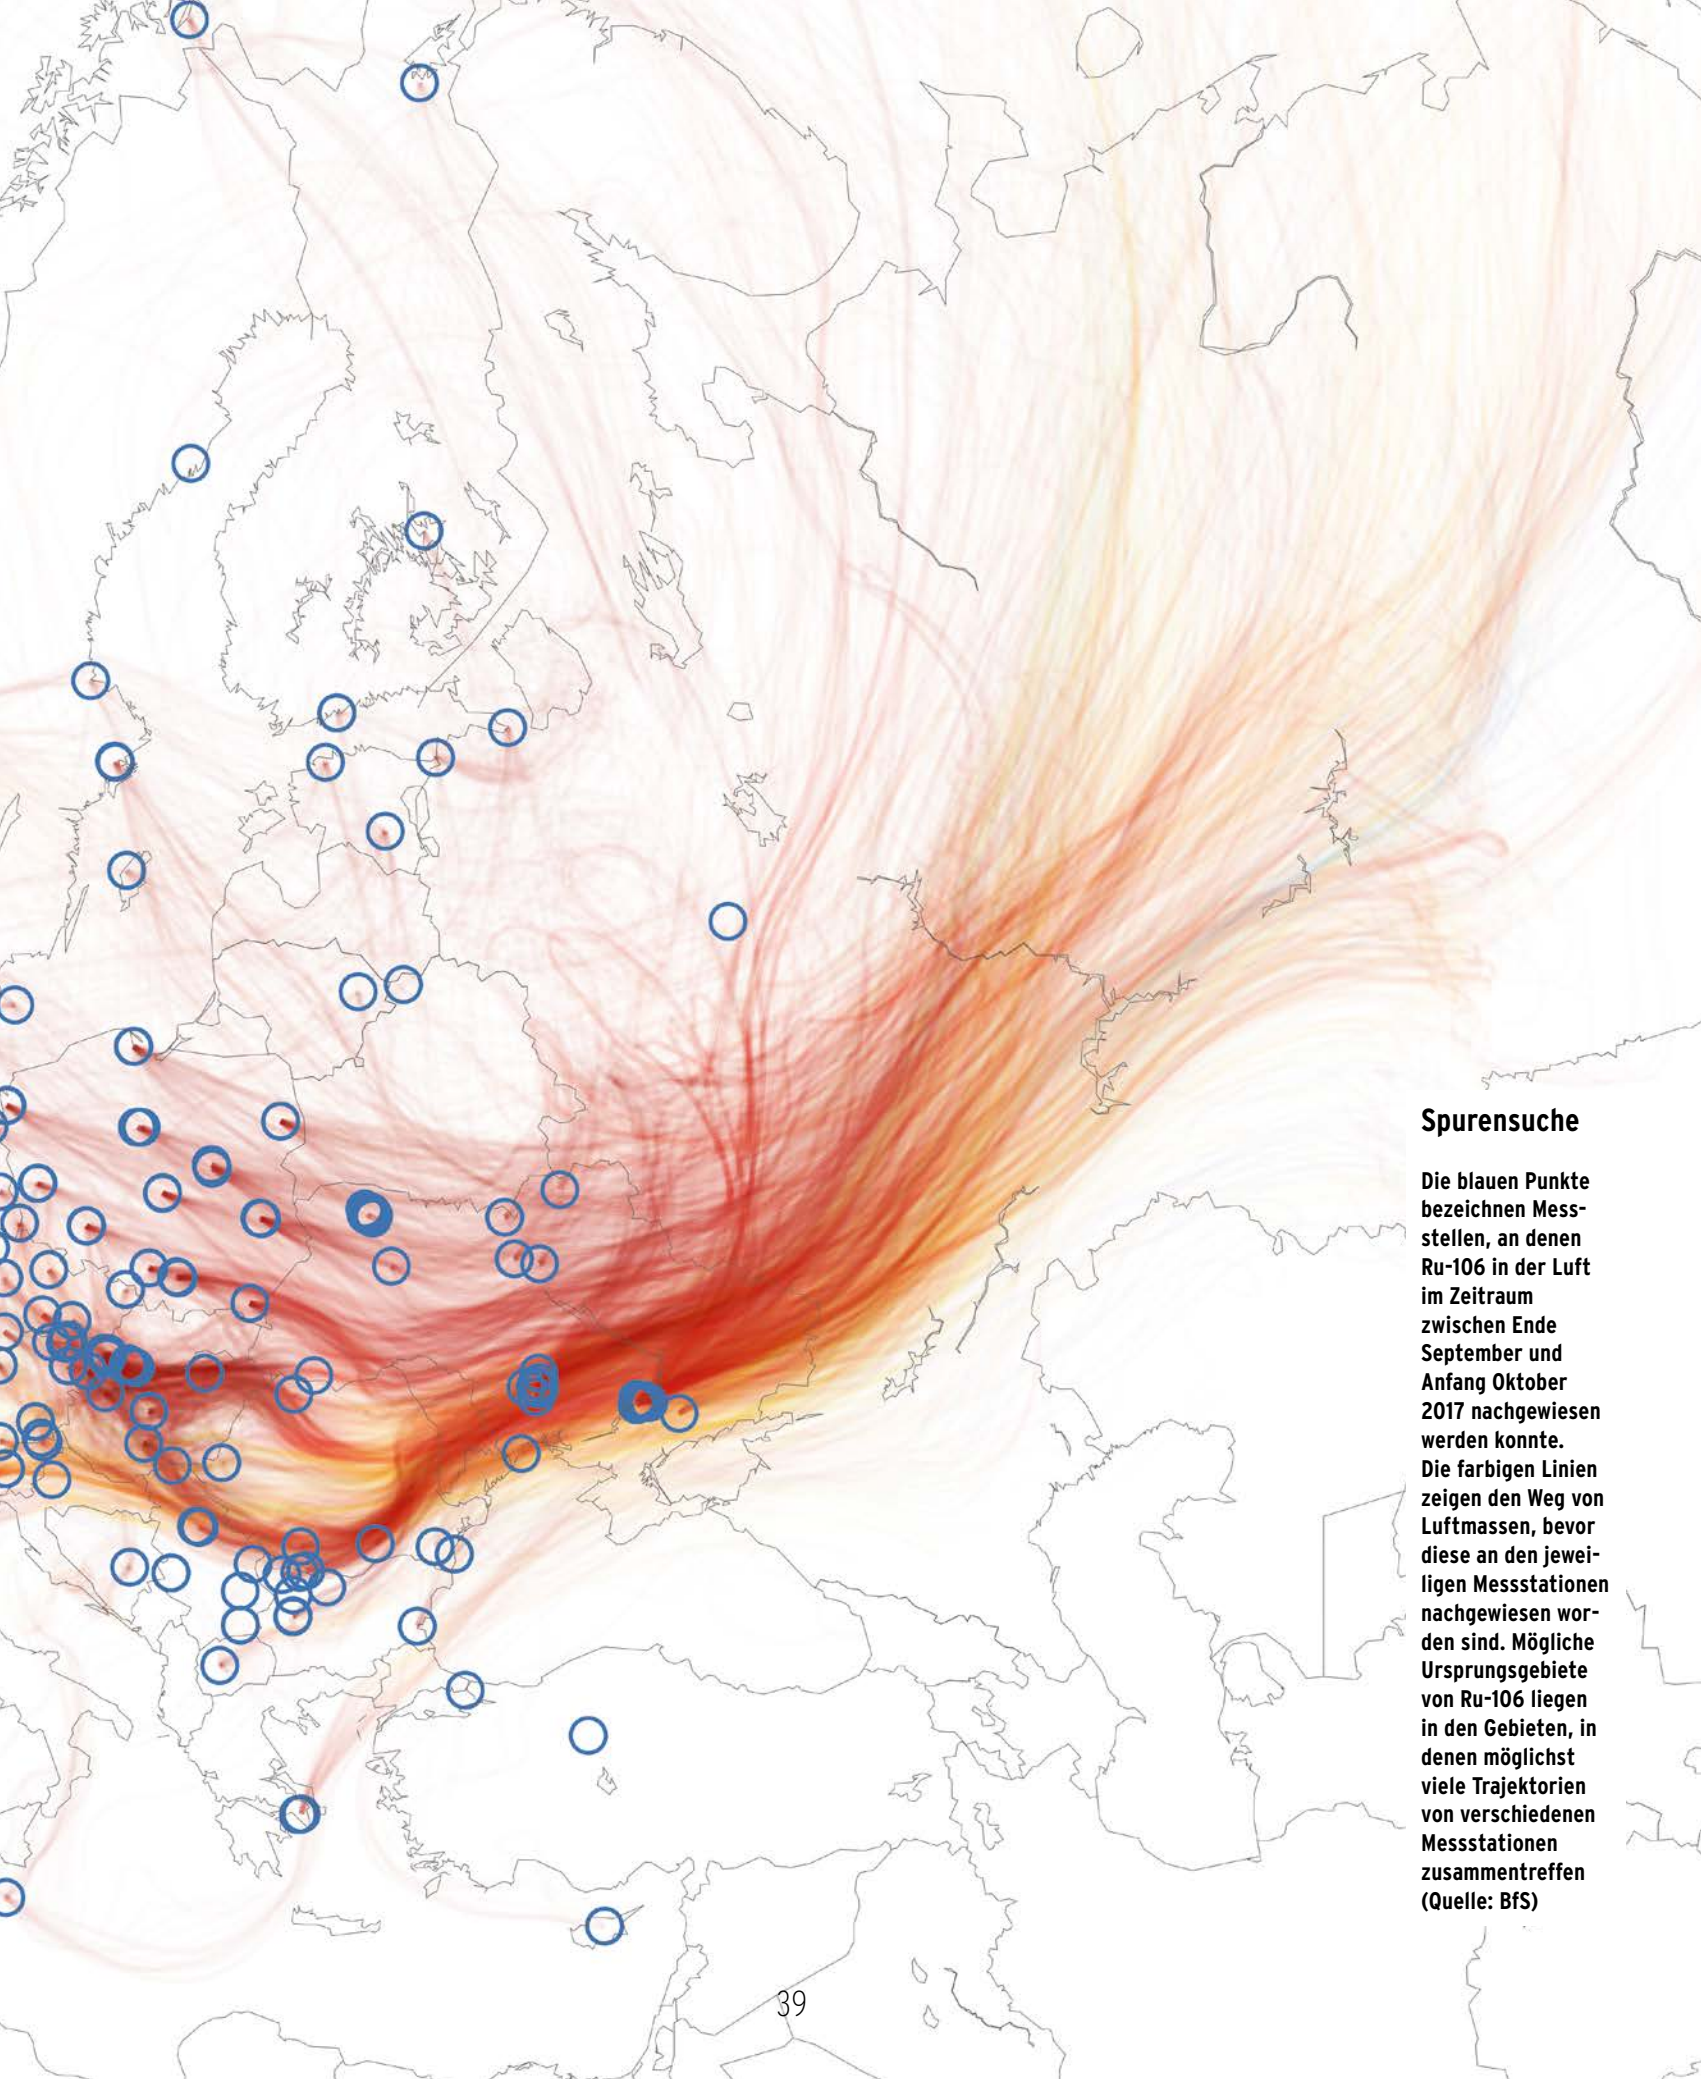 Spurensuche
Die blauen Punkte
bezeichnen Mess-
stellen, an denen
Ru-106 in der Luft
im Zeitraum
zwischen Ende
September und
Anfang Oktober
2017 nachgewiesen
werden konnte.
Die farbigen Linien
zeigen den Weg von
Luftmassen, bevor
diese an den jewei-
ligen Messstationen
nachgewiesen wor-
den sind. Mögliche
Ursprungsgebiete
von Ru-106 liegen
in den Gebieten, in
denen möglichst
viele Trajektorien
von verschiedenen
Messstationen
zusammentreffen
(Quelle: BfS)
39